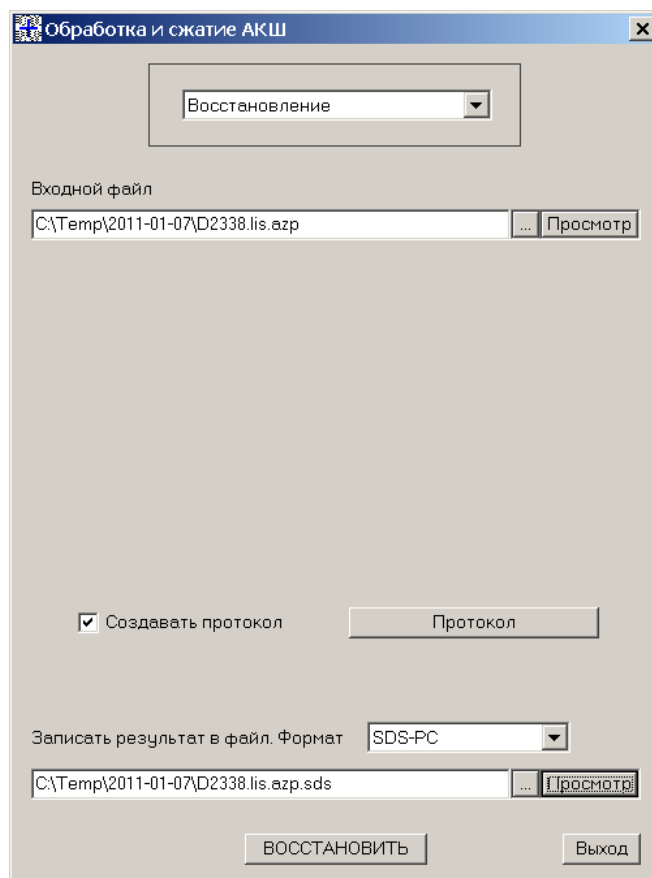 Обработка и сжатие АКШ
Восстановление
Входной файл
C:\Temp\2011-01-07\D2338.lis.azp ... Просмотр
Создавать протокол Протокол
Записать результат в файл. Формат SDS-PC
C:\Temp\2011-01-07\D2338.lis.azp.sds ... Просмотр
ВОССТАНОВИТЬ Выход